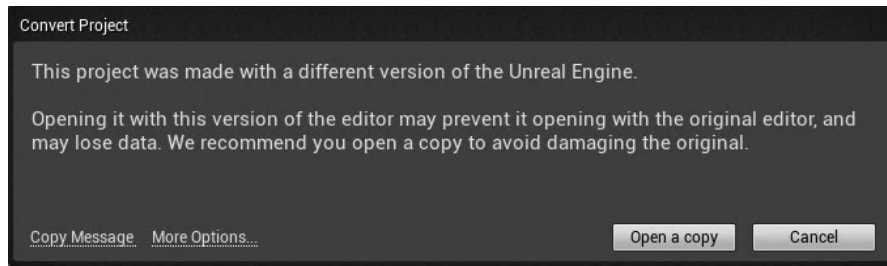 Convert Project
This project was made with a different version of the Unreal Engine.
Opening it with this version of the editor may prevent it opening with the original editor, and
may lose data. We recommend you open a copy to avoid damaging the original.
Copy Message More Options... Open a copy Cancel